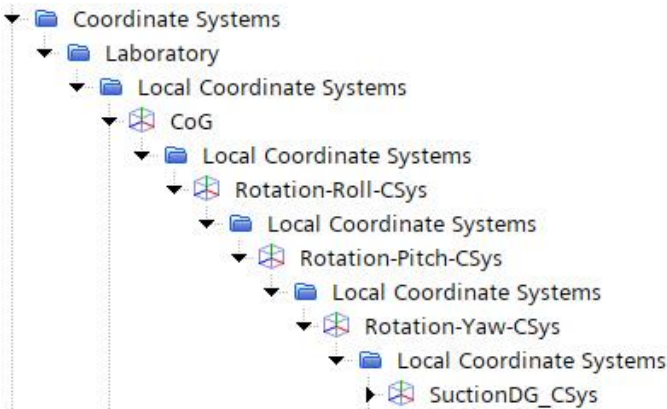 Coordinate Systems
Laboratory
Local Coordinate Systems
CoG
Local Coordinate Systems
Rotation-Roll-CSys
Local Coordinate Systems
Rotation-Pitch-CSys
Local Coordinate Systems
Rotation-Yaw-CSys
Local Coordinate Systems
SuctionDG_CSys